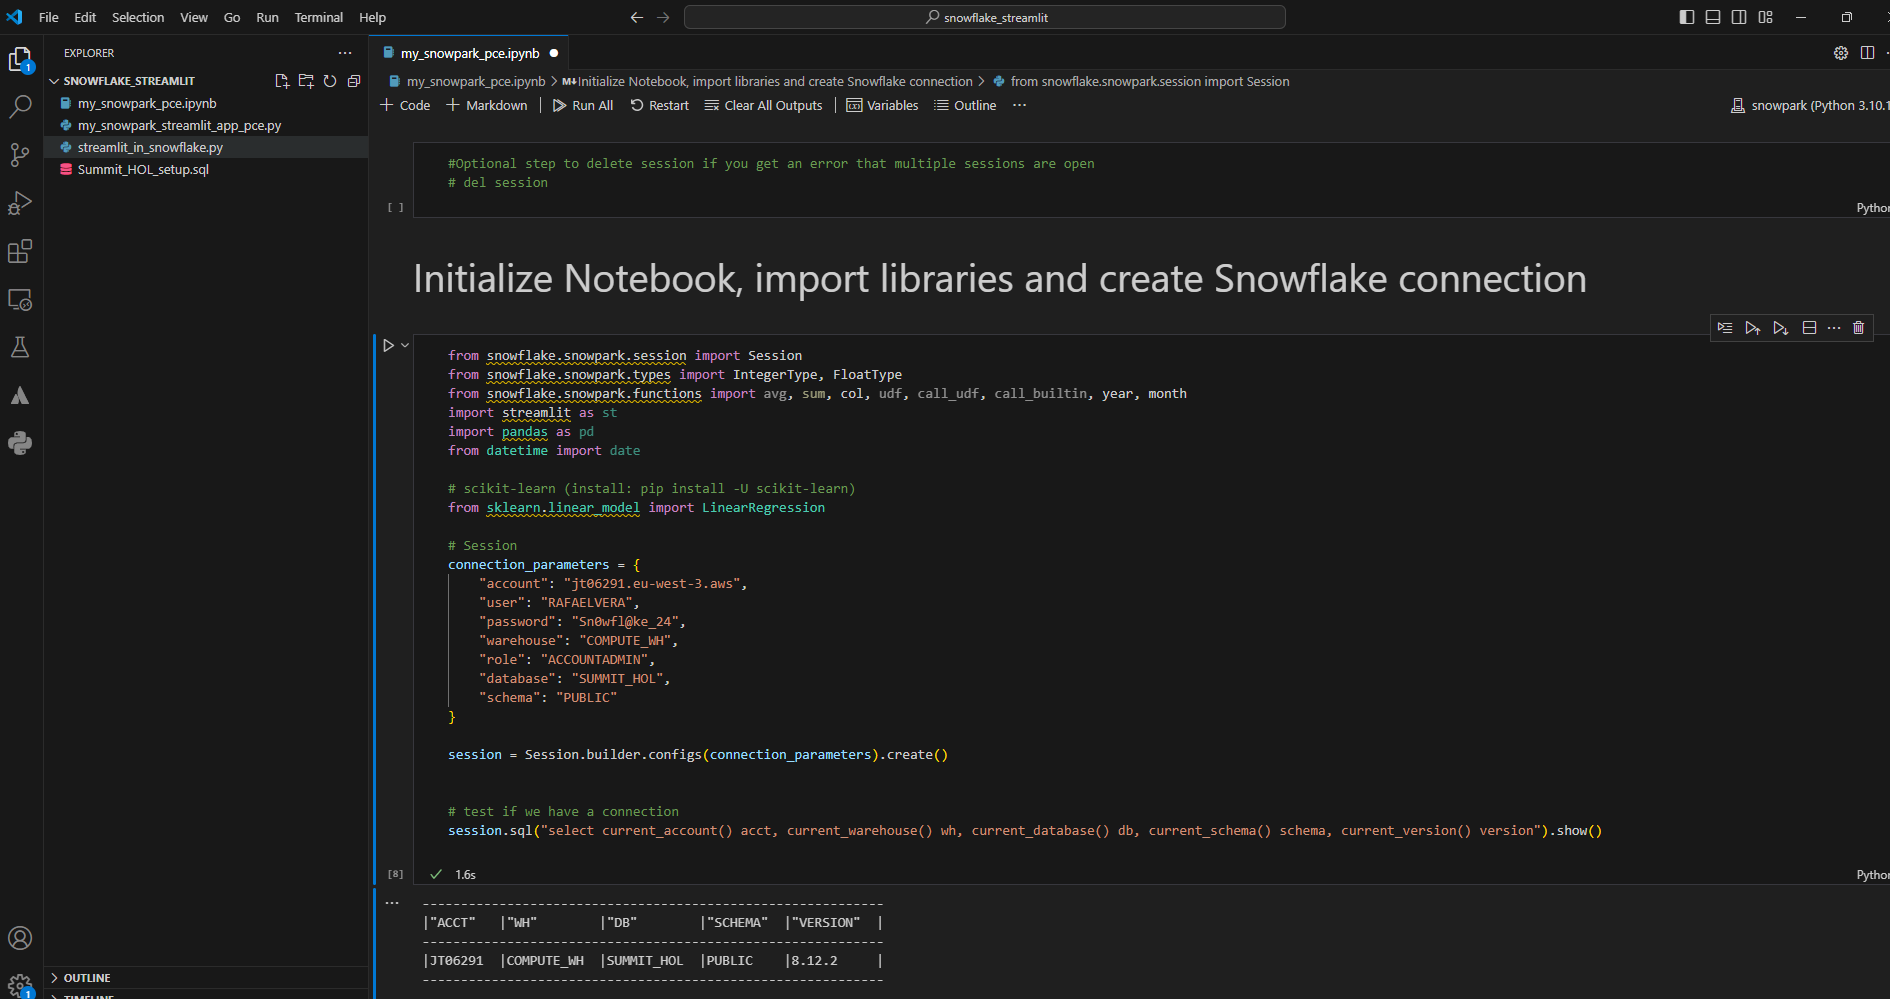 File Edit Selection View Go Run Terminal Help
snowflake_streamlit
EXPLORER
SNOWFLAKE_STREAMLIT
my_snowpark_pce.ipynb
my_snowpark_streamlit_app_pce.py
streamlit_in_snowflake.py
Summit_HOL_setup.sql
OUTLINE
TIMELINE
1
1
my_snowpark_pce.ipynb
my_snowpark_pce.ipynb > M↓Initialize Notebook, import libraries and create Snowflake connection > from snowflake.snowpark.session import Session
+ Code + Markdown | Run All Restart Clear All Outputs | Variables Outline ···
snowpark (Python 3.10.1
#Optional step to delete session if you get an error that multiple sessions are open
# del session
[ ]
Python
Initialize Notebook, import libraries and create Snowflake connection
from snowflake.snowpark.session import Session
from snowflake.snowpark.types import IntegerType, FloatType
from snowflake.snowpark.functions import avg, sum, col, udf, call_udf, call_builtin, year, month
import streamlit as st
import pandas as pd
from datetime import date
# scikit-learn (install: pip install -U scikit-learn)
from sklearn.linear_model import LinearRegression
# Session
connection_parameters = {
"account": "jt06291.eu-west-3.aws",
"user": "RAFAELVERA",
"password": "Sn0wfl@ke_24",
"warehouse": "COMPUTE_WH",
"role": "ACCOUNTADMIN",
"database": "SUMMIT_HOL",
"schema": "PUBLIC"
}
session = Session.builder.configs(connection_parameters).create()
# test if we have a connection
session.sql("select current_account() acct, current_warehouse() wh, current_database() db, current_schema() schema, current_version() version").show()
[8] ✓ 1.6s
Python
------------------------------------------------------------
|"ACCT" |"WH" |"DB" |"SCHEMA" |"VERSION" |
------------------------------------------------------------
|JT06291 |COMPUTE_WH |SUMMIT_HOL |PUBLIC |8.12.2 |
------------------------------------------------------------